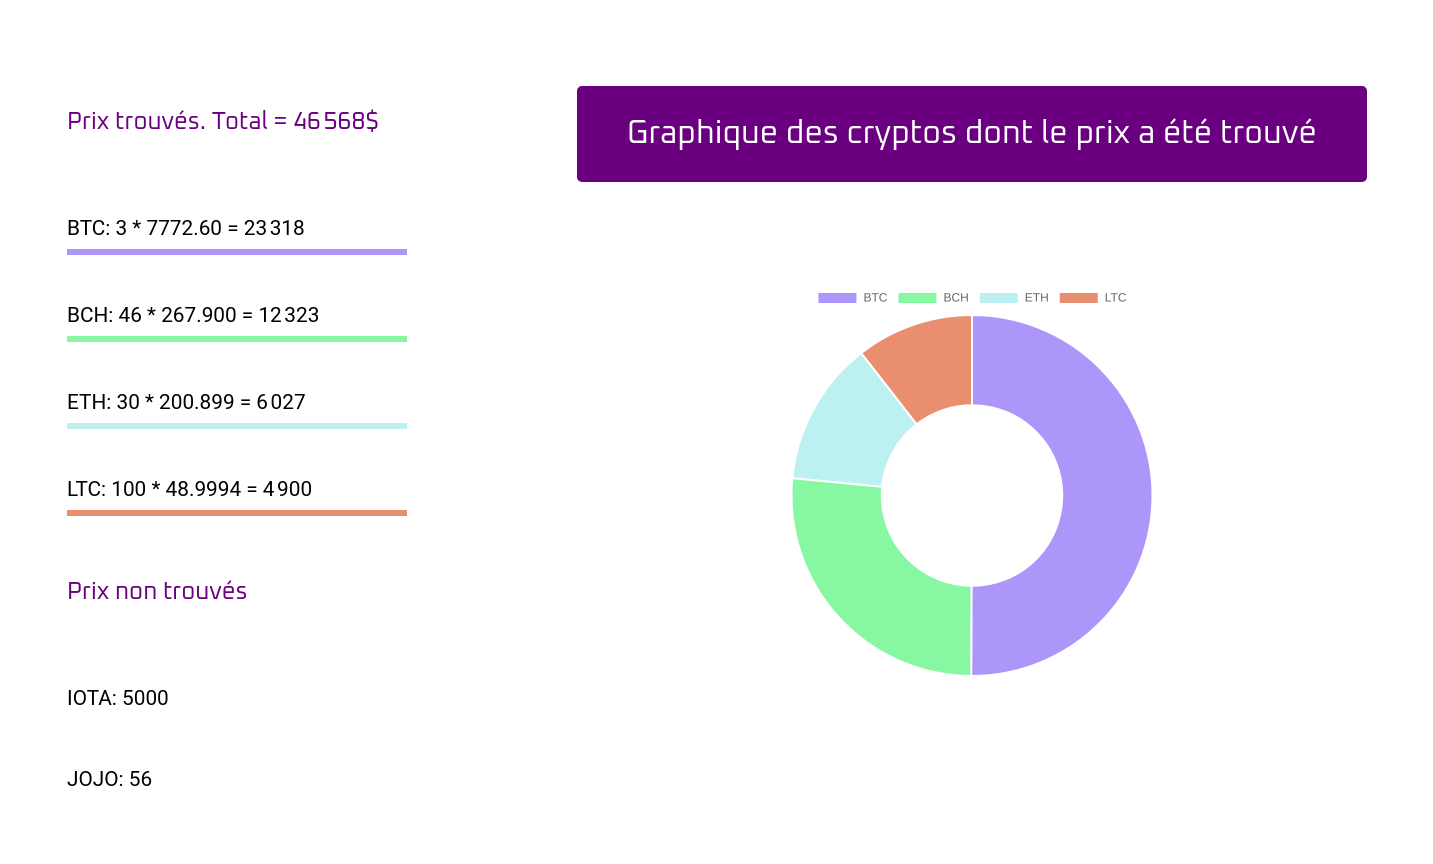 Prix trouvés. Total = 46 568$
BTC: 3 * 7772.60 = 23 318
BCH: 46 * 267.900 = 12 323
ETH: 30 * 200.899 = 6 027
LTC: 100 * 48.9994 = 4 900
Prix non trouvés
IOTA: 5000
JOJO: 56
Graphique des cryptos dont le prix a été trouvé
BTC BCH ETH LTC